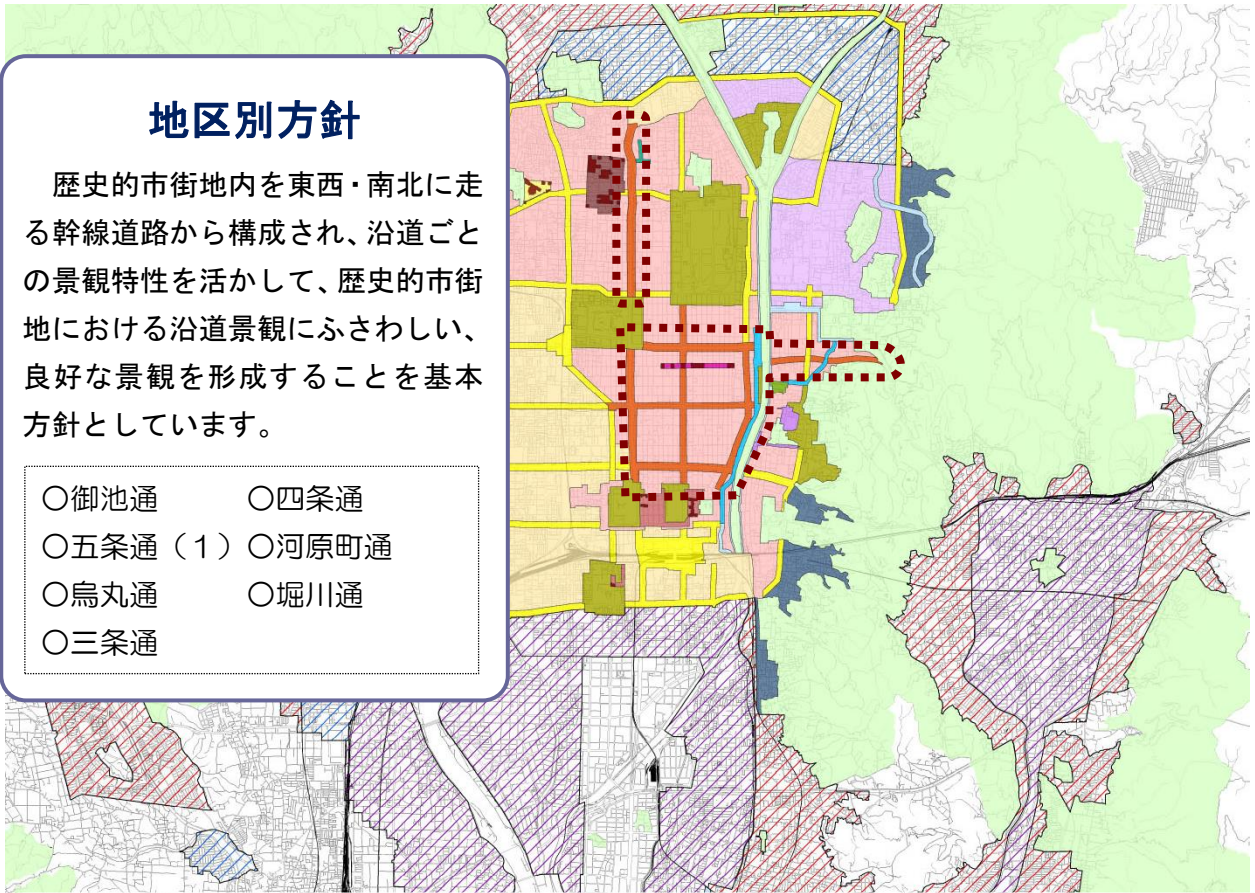 地区別方針
　歴史的市街地内を東西・南北に走
る幹線道路から構成され、沿道ごと
の景観特性を活かして、歴史的市街
地における沿道景観にふさわしい、
良好な景観を形成することを基本
方針としています。
〇御池通　　　〇四条通
〇五条通（１）〇河原町通
〇烏丸通　　　〇堀川通
〇三条通